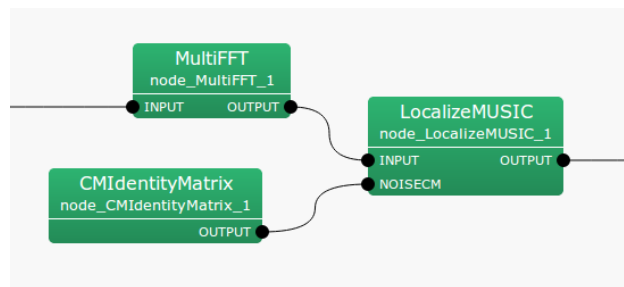 MultiFFT
node_MultiFFT_1
INPUT OUTPUT
LocalizeMUSIC
node_LocalizeMUSIC_1
INPUT OUTPUT
NOISECM
CMIdentityMatrix
node_CMIdentityMatrix_1
OUTPUT